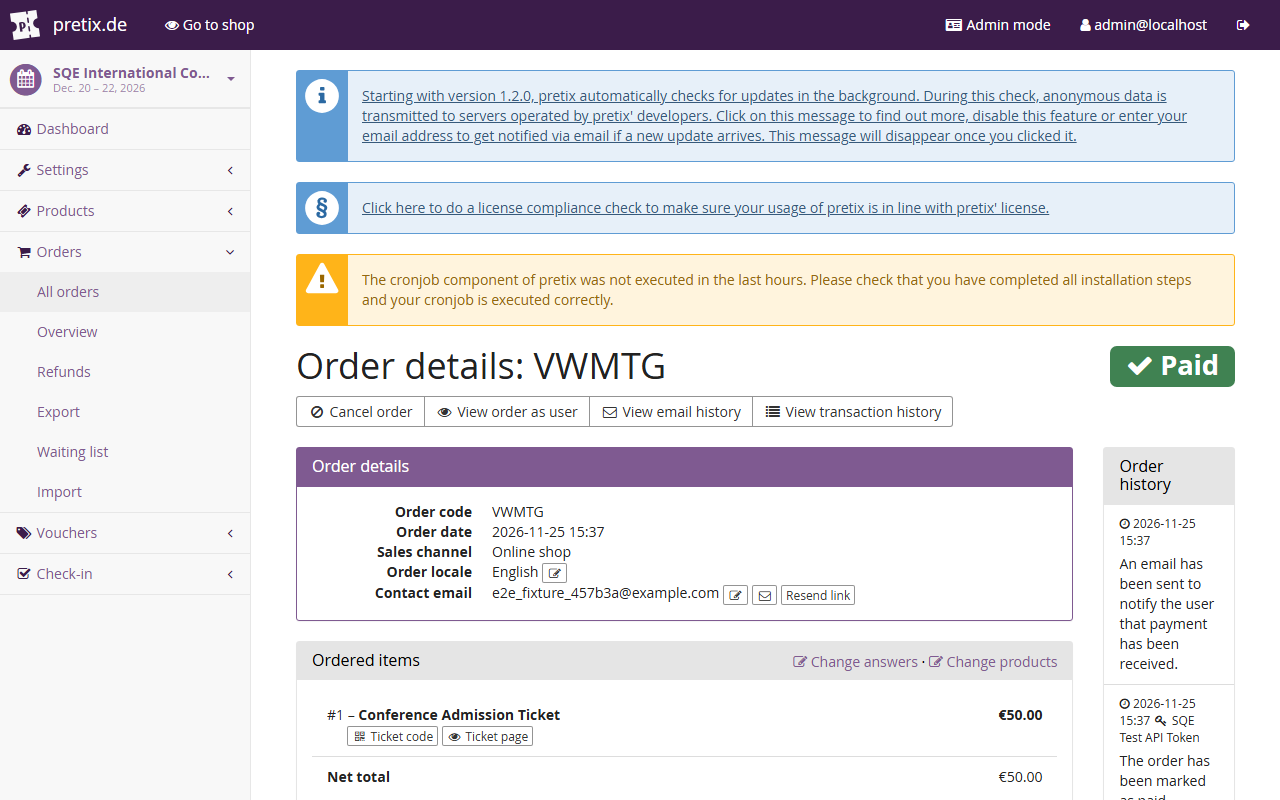 pretix.de
Go to shop
Admin mode
admin@localhost
SQE International Co...
Dec. 20 – 22, 2026
Dashboard
Settings
Products
Orders
All orders
Overview
Refunds
Export
Waiting list
Import
Vouchers
Check-in
Starting with version 1.2.0, pretix automatically checks for updates in the background. During this check, anonymous data is
transmitted to servers operated by pretix' developers. Click on this message to find out more, disable this feature or enter your
email address to get notified via email if a new update arrives. This message will disappear once you clicked it.
§
Click here to do a license compliance check to make sure your usage of pretix is in line with pretix' license.
The cronjob component of pretix was not executed in the last hours. Please check that you have completed all installation steps
and your cronjob is executed correctly.
Order details: VWMTG
Paid
Cancel order
View order as user
View email history
View transaction history
Order details
Order code VWMTG
Order date 2026-11-25 15:37
Sales channel Online shop
Order locale English
Contact email e2e_fixture_457b3a@example.com Resend link
Ordered items
Change answers · Change products
#1 – Conference Admission Ticket €50.00
Ticket code Ticket page
Net total €50.00
Order
history
2026-11-25
15:37
An email has
been sent to
notify the user
that payment
has been
received.
2026-11-25
15:37 SQE
Test API Token
The order has
been marked
as paid